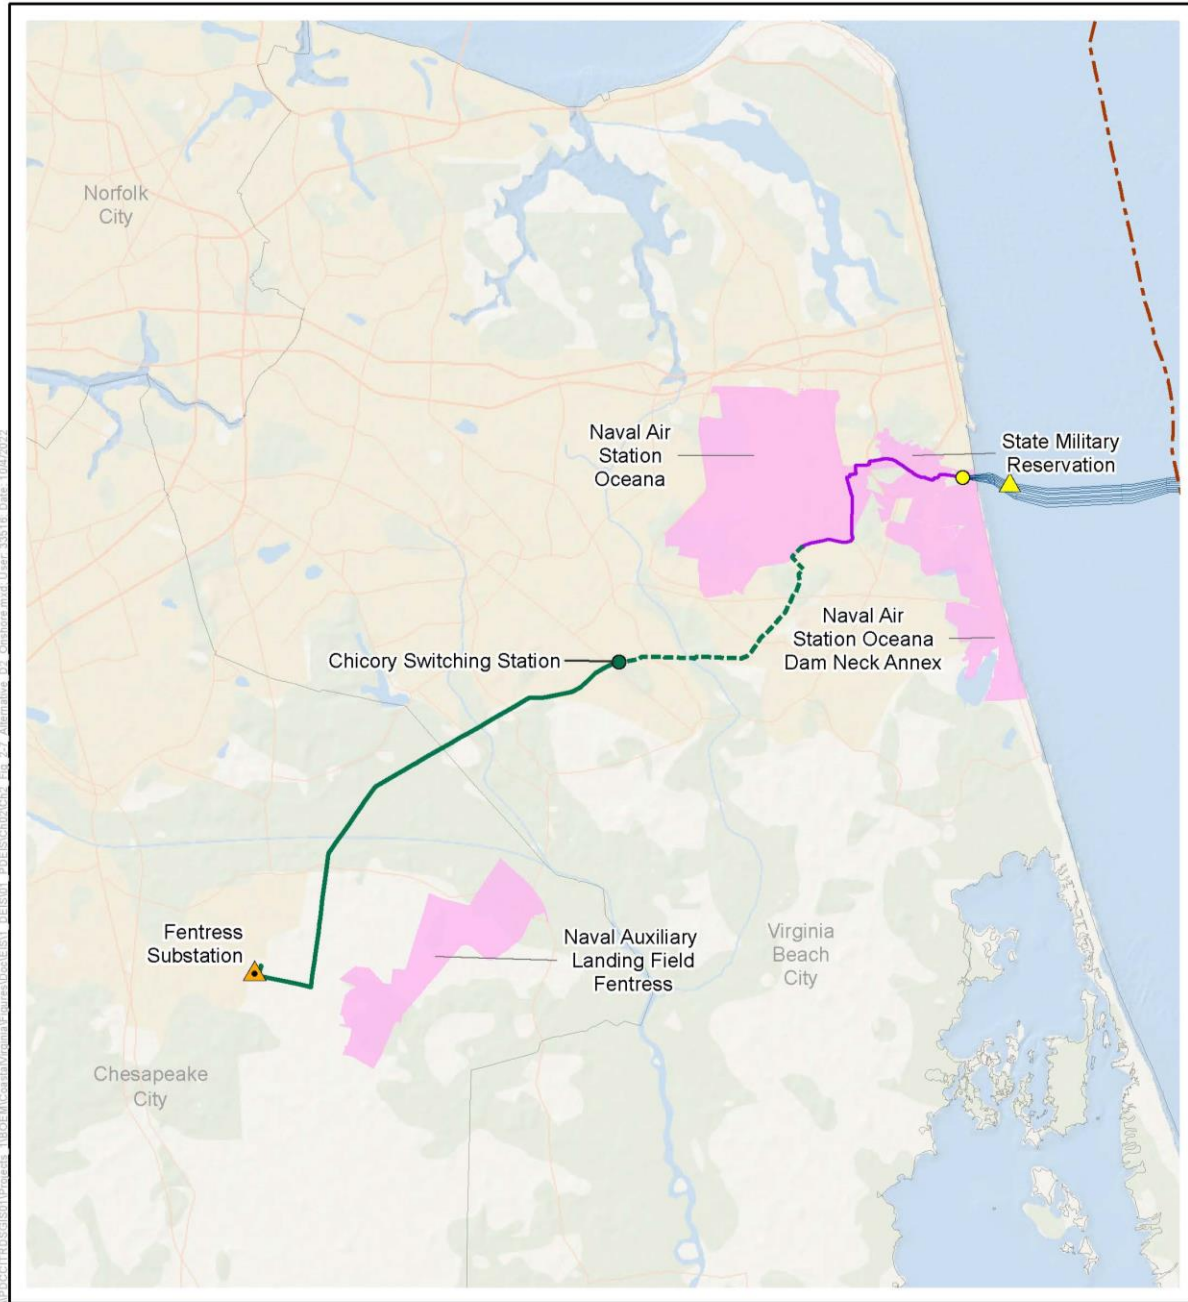 Norfolk
City
Naval Air
Station
Oceana
State Military
Reservation
Naval Air
Station Oceana
Dam Neck Annex
Chicory Switching Station
Fentress
Substation
Naval Auxiliary
Landing Field
Fentress
Virginia
Beach
City
Chesapeake
City